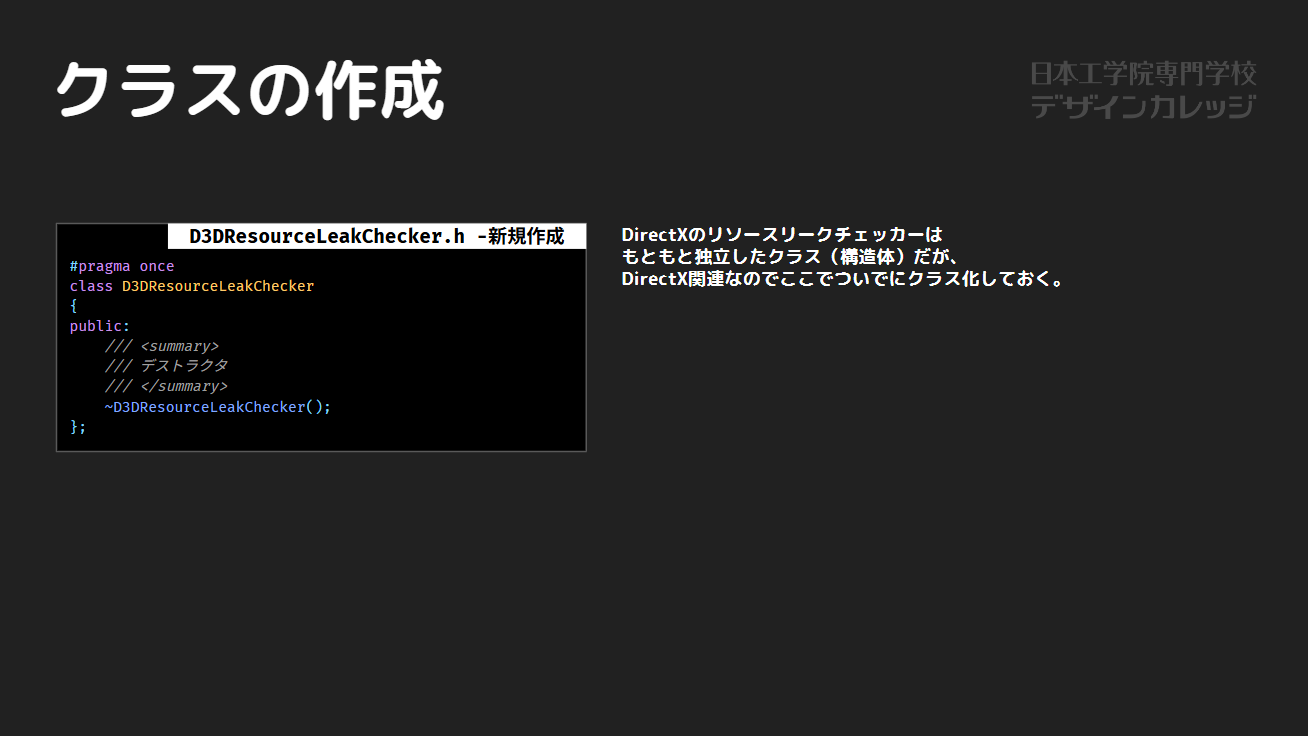 クラスの作成
日本工学院専門学校
デザインカレッジ
D3DResourceLeakChecker.h -新規作成
#pragma once
class D3DResourceLeakChecker
{
public:
/// <summary>
/// デストラクタ
/// </summary>
~D3DResourceLeakChecker();
};
DirectXのリソースリークチェッカーは
もともと独立したクラス（構造体）だが、
DirectX関連なのでここでついでにクラス化しておく。